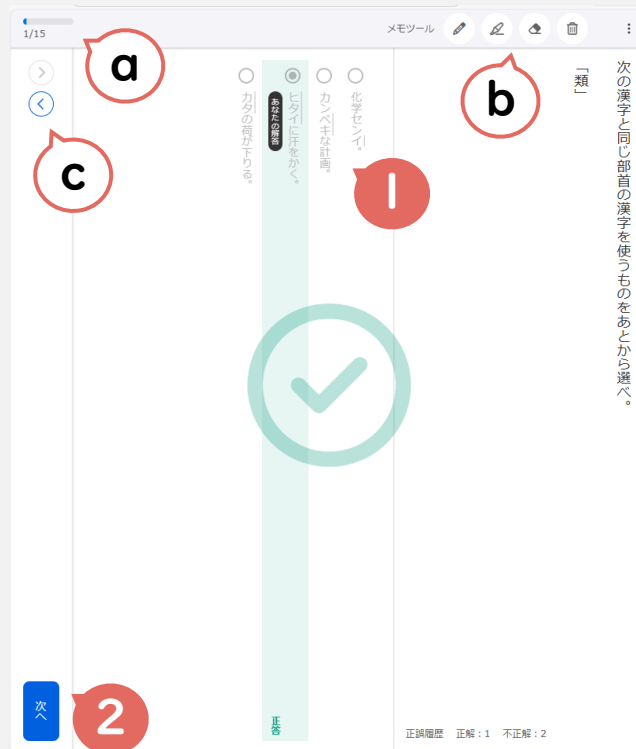 1/15
メモツール
a
b
c
次の漢字と同じ部首の漢字を使うものをあとから選べ。
「類」
1
化学センイ。
カンペキな計画。
ヒタイに汗をかく。
あなたの解答
正答
カタの荷が下りる。
次へ
2
正誤履歴 正解:1 不正解:2